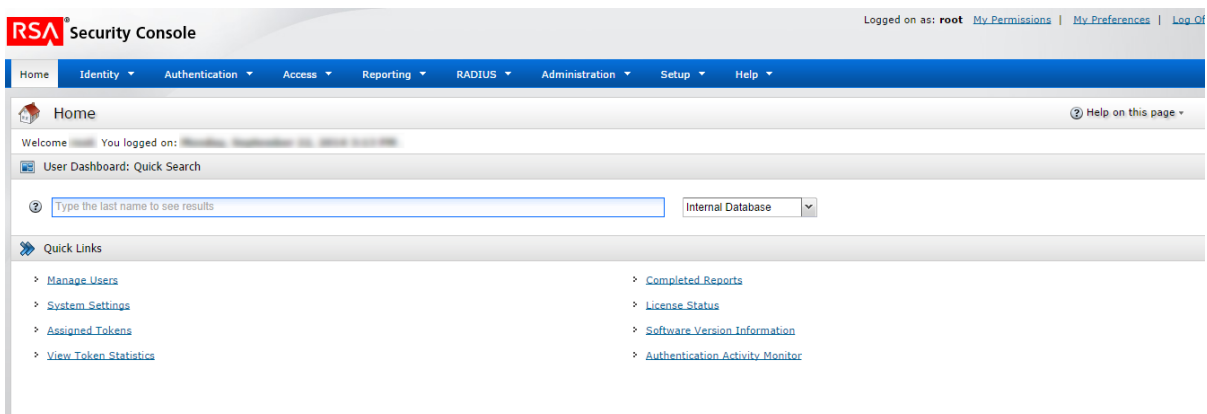 RSA® Security Console
Logged on as: root My Permissions | My Preferences | Log Of
Home Identity Authentication Access Reporting RADIUS Administration Setup Help
Home
Help on this page
Welcome You logged on:
User Dashboard: Quick Search
Type the last name to see results
Internal Database
Quick Links
Manage Users
System Settings
Assigned Tokens
View Token Statistics
Completed Reports
License Status
Software Version Information
Authentication Activity Monitor